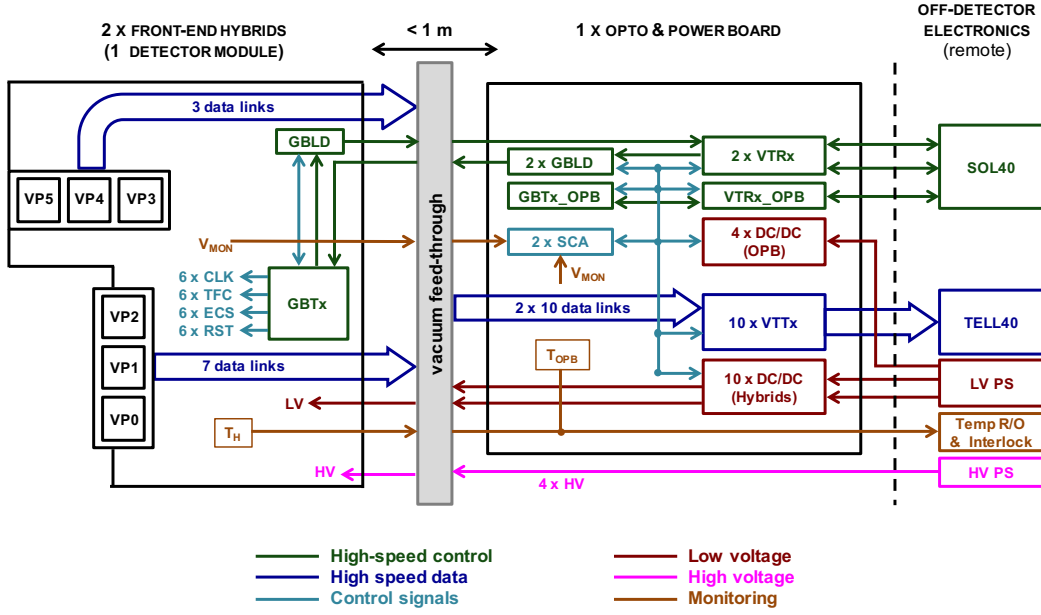 2 x FRONT-END HYBRIDS
(1 DETECTOR MODULE)
< 1 m
1 x OPTO & POWER BOARD
OFF-DETECTOR
ELECTRONICS
(remote)
3 data links
GBLD
VP5
VP4
VP3
VMON
6 x CLK
6 x TFC
6 x ECS
6 x RST
GBTx
VP2
VP1
VP0
7 data links
LV
TH
HV
vacuum feed-through
2 x GBLD
2 x VTRx
GBTx_OPB
VTRx_OPB
2 x SCA
4 x DC/DC
(OPB)
VMON
2 x 10 data links
10 x VTTx
TOPB
10 x DC/DC
(Hybrids)
4 x HV
SOL40
TELL40
LV PS
Temp R/O
& Interlock
HV PS
High-speed control
High speed data
Control signals
Low voltage
High voltage
Monitoring